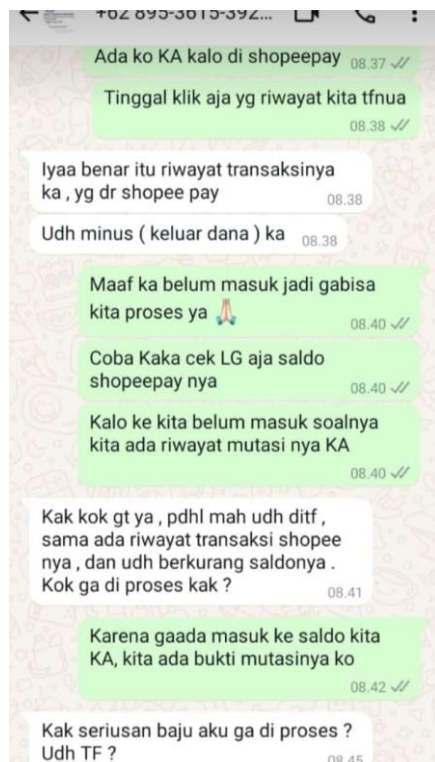 +62 895-3615-392...
Ada ko KA kalo di shopeepay 08.37
Tinggal klik aja yg riwayat kita tfnua
08.38
Iyaa benar itu riwayat transaksinya
ka , yg dr shopee pay
08.38
Udh minus ( keluar dana ) ka 08.38
Maaf ka belum masuk jadi gabisa
kita proses ya 🙏🏻
08.40
Coba Kaka cek LG aja saldo
shopeepay nya
08.40
Kalo ke kita belum masuk soalnya
kita ada riwayat mutasi nya KA
08.40
Kak kok gt ya , pdhl mah udh ditf ,
sama ada riwayat transaksi shopee
nya , dan udh berkurang saldonya .
Kok ga di proses kak ?
08.41
Karena gaada masuk ke saldo kita
KA, kita ada bukti mutasinya ko
08.42
Kak seriusan baju aku ga di proses ?
Udh TF ?
08.45